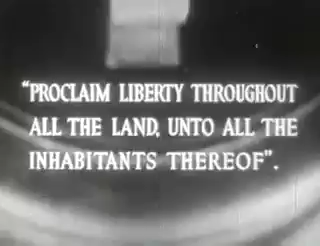 “PROCLAIM LIBERTY THROUGHOUT
ALL THE LAND, UNTO ALL THE
INHABITANTS THEREOF”.